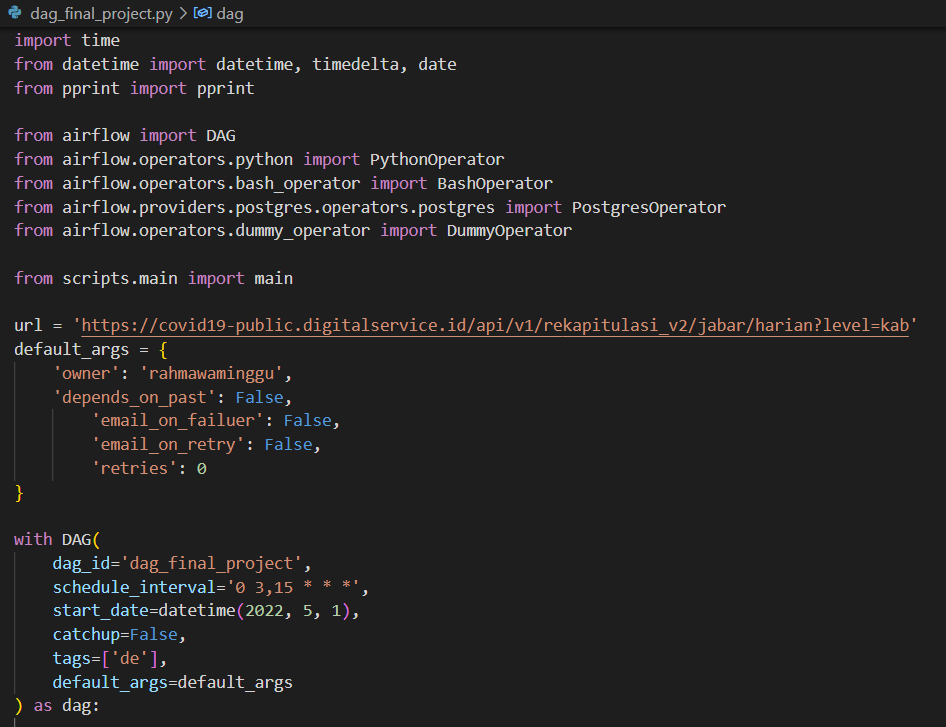 dag_final_project.py > dag
import time
from datetime import datetime, timedelta, date
from pprint import pprint
from airflow import DAG
from airflow.operators.python import PythonOperator
from airflow.operators.bash_operator import BashOperator
from airflow.providers.postgres.operators.postgres import PostgresOperator
from airflow.operators.dummy_operator import DummyOperator
from scripts.main import main
url = 'https://covid19-public.digitalservice.id/api/v1/rekapitulasi_v2/jabar/harian?level=kab'
default_args = {
    'owner': 'rahmawaminggu',
    'depends_on_past': False,
        'email_on_failuer': False,
        'email_on_retry': False,
        'retries': 0
}
with DAG(
    dag_id='dag_final_project',
    schedule_interval='0 3,15 * * *',
    start_date=datetime(2022, 5, 1),
    catchup=False,
    tags=['de'],
    default_args=default_args
) as dag: